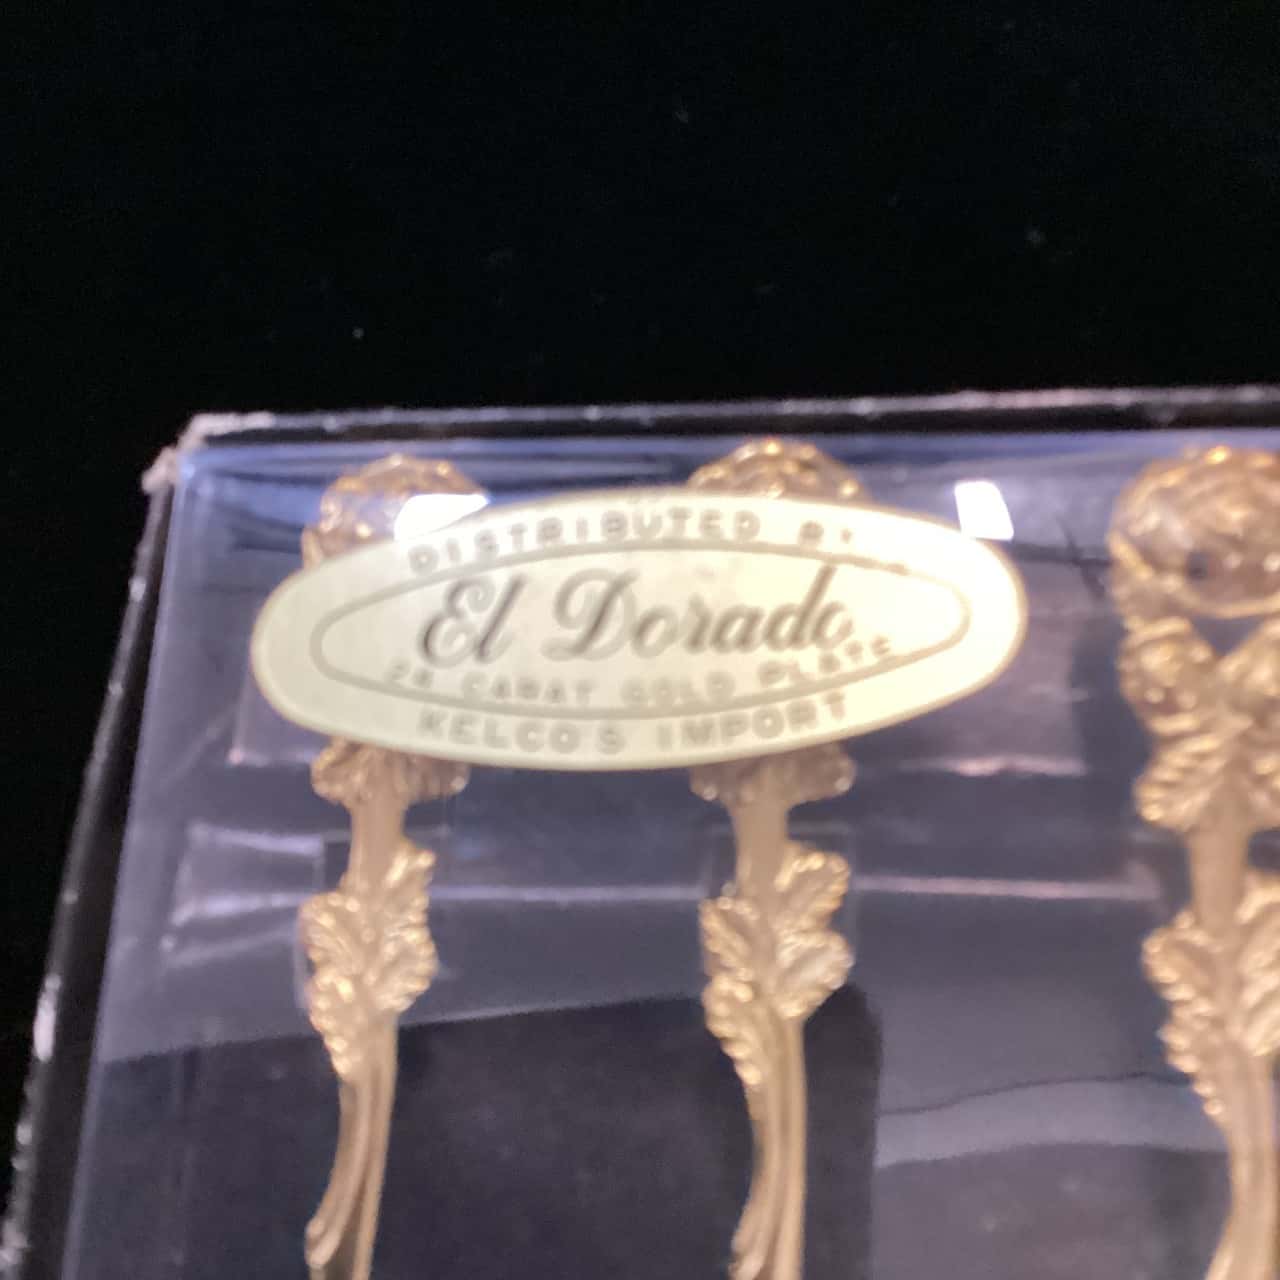 DISTRIBUTED BY
El Dorado
24 CARAT GOLD PLATE
KELCO'S IMPORT